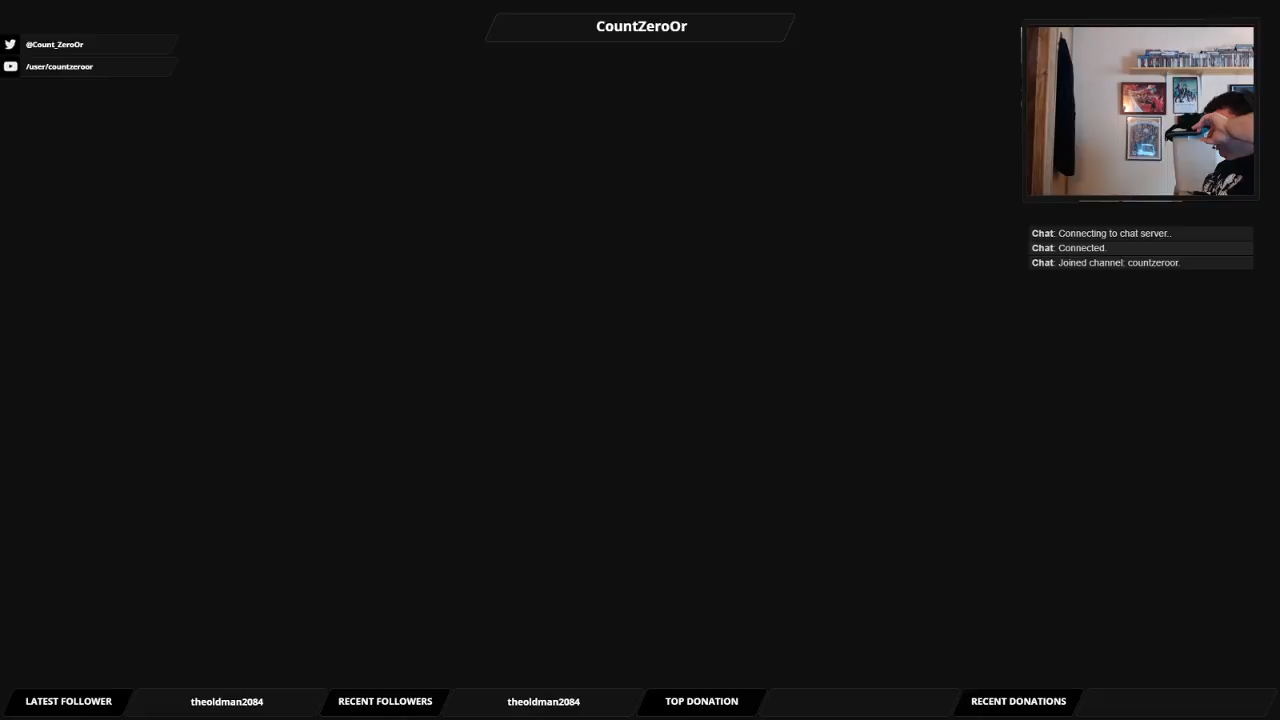 CountZeroOr
@Count_ZeroOr
/user/countzeroor
Chat: Connecting to chat server..
Chat: Connected.
Chat: Joined channel: countzeroor.
LATEST FOLLOWER
theoldman2084
RECENT FOLLOWERS
theoldman2084
TOP DONATION
RECENT DONATIONS